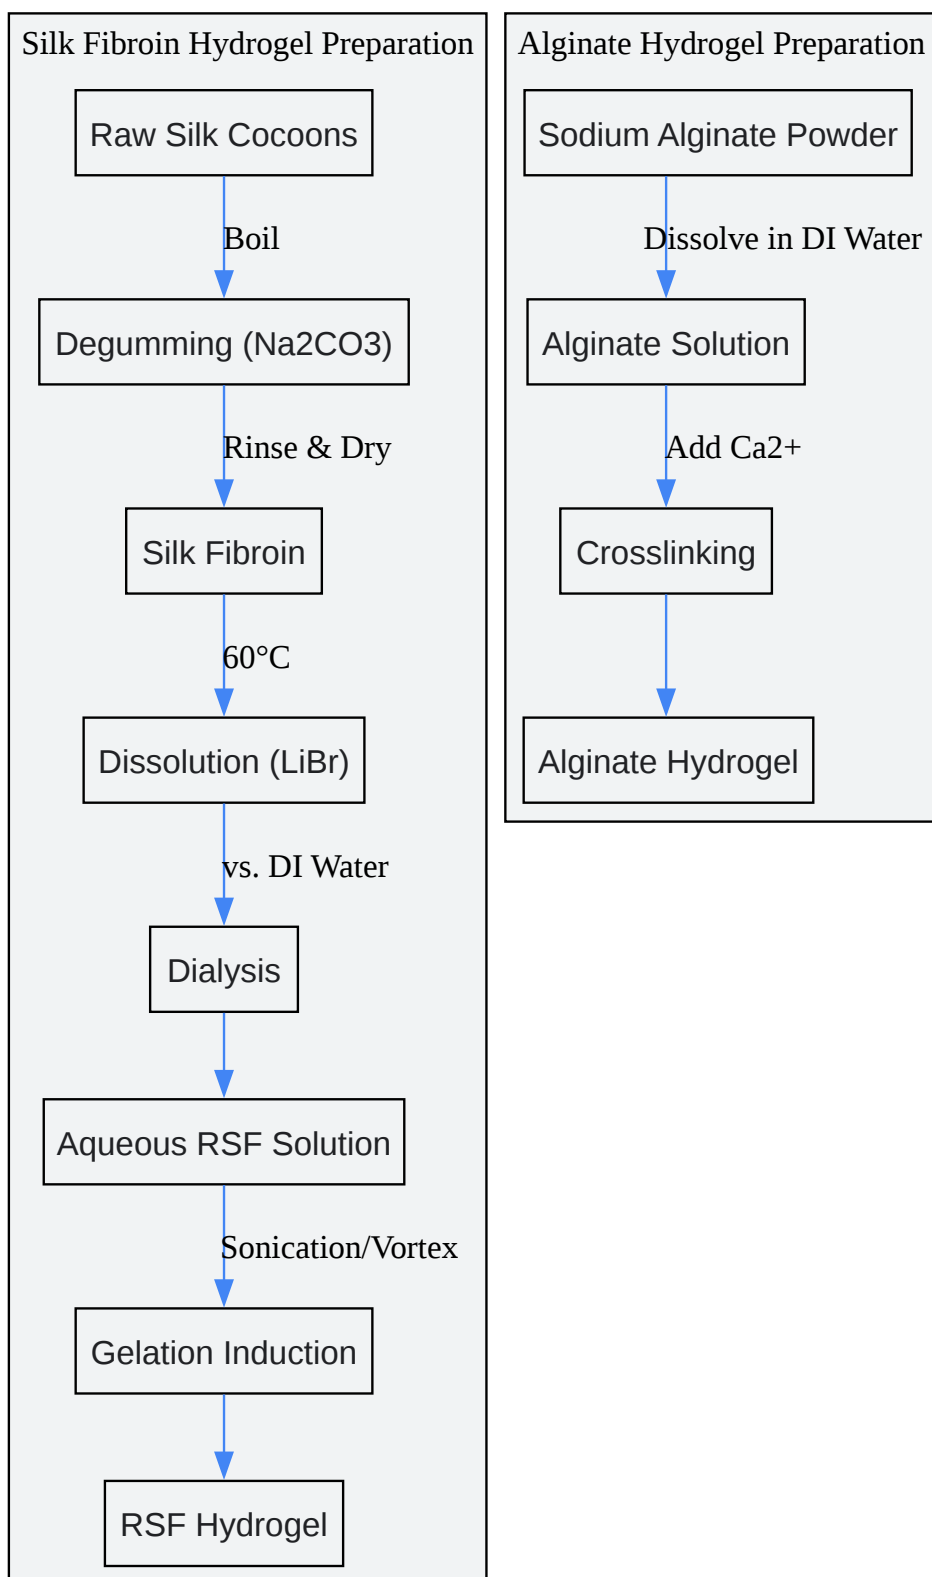 Silk Fibroin Hydrogel Preparation
Raw Silk Cocoons
Boil
Degumming (Na2CO3)
Rinse & Dry
Silk Fibroin
60°C
Dissolution (LiBr)
vs. DI Water
Dialysis
Aqueous RSF Solution
Sonication/Vortex
Gelation Induction
RSF Hydrogel
Alginate Hydrogel Preparation
Sodium Alginate Powder
Dissolve in DI Water
Alginate Solution
Add Ca2+
Crosslinking
Alginate Hydrogel